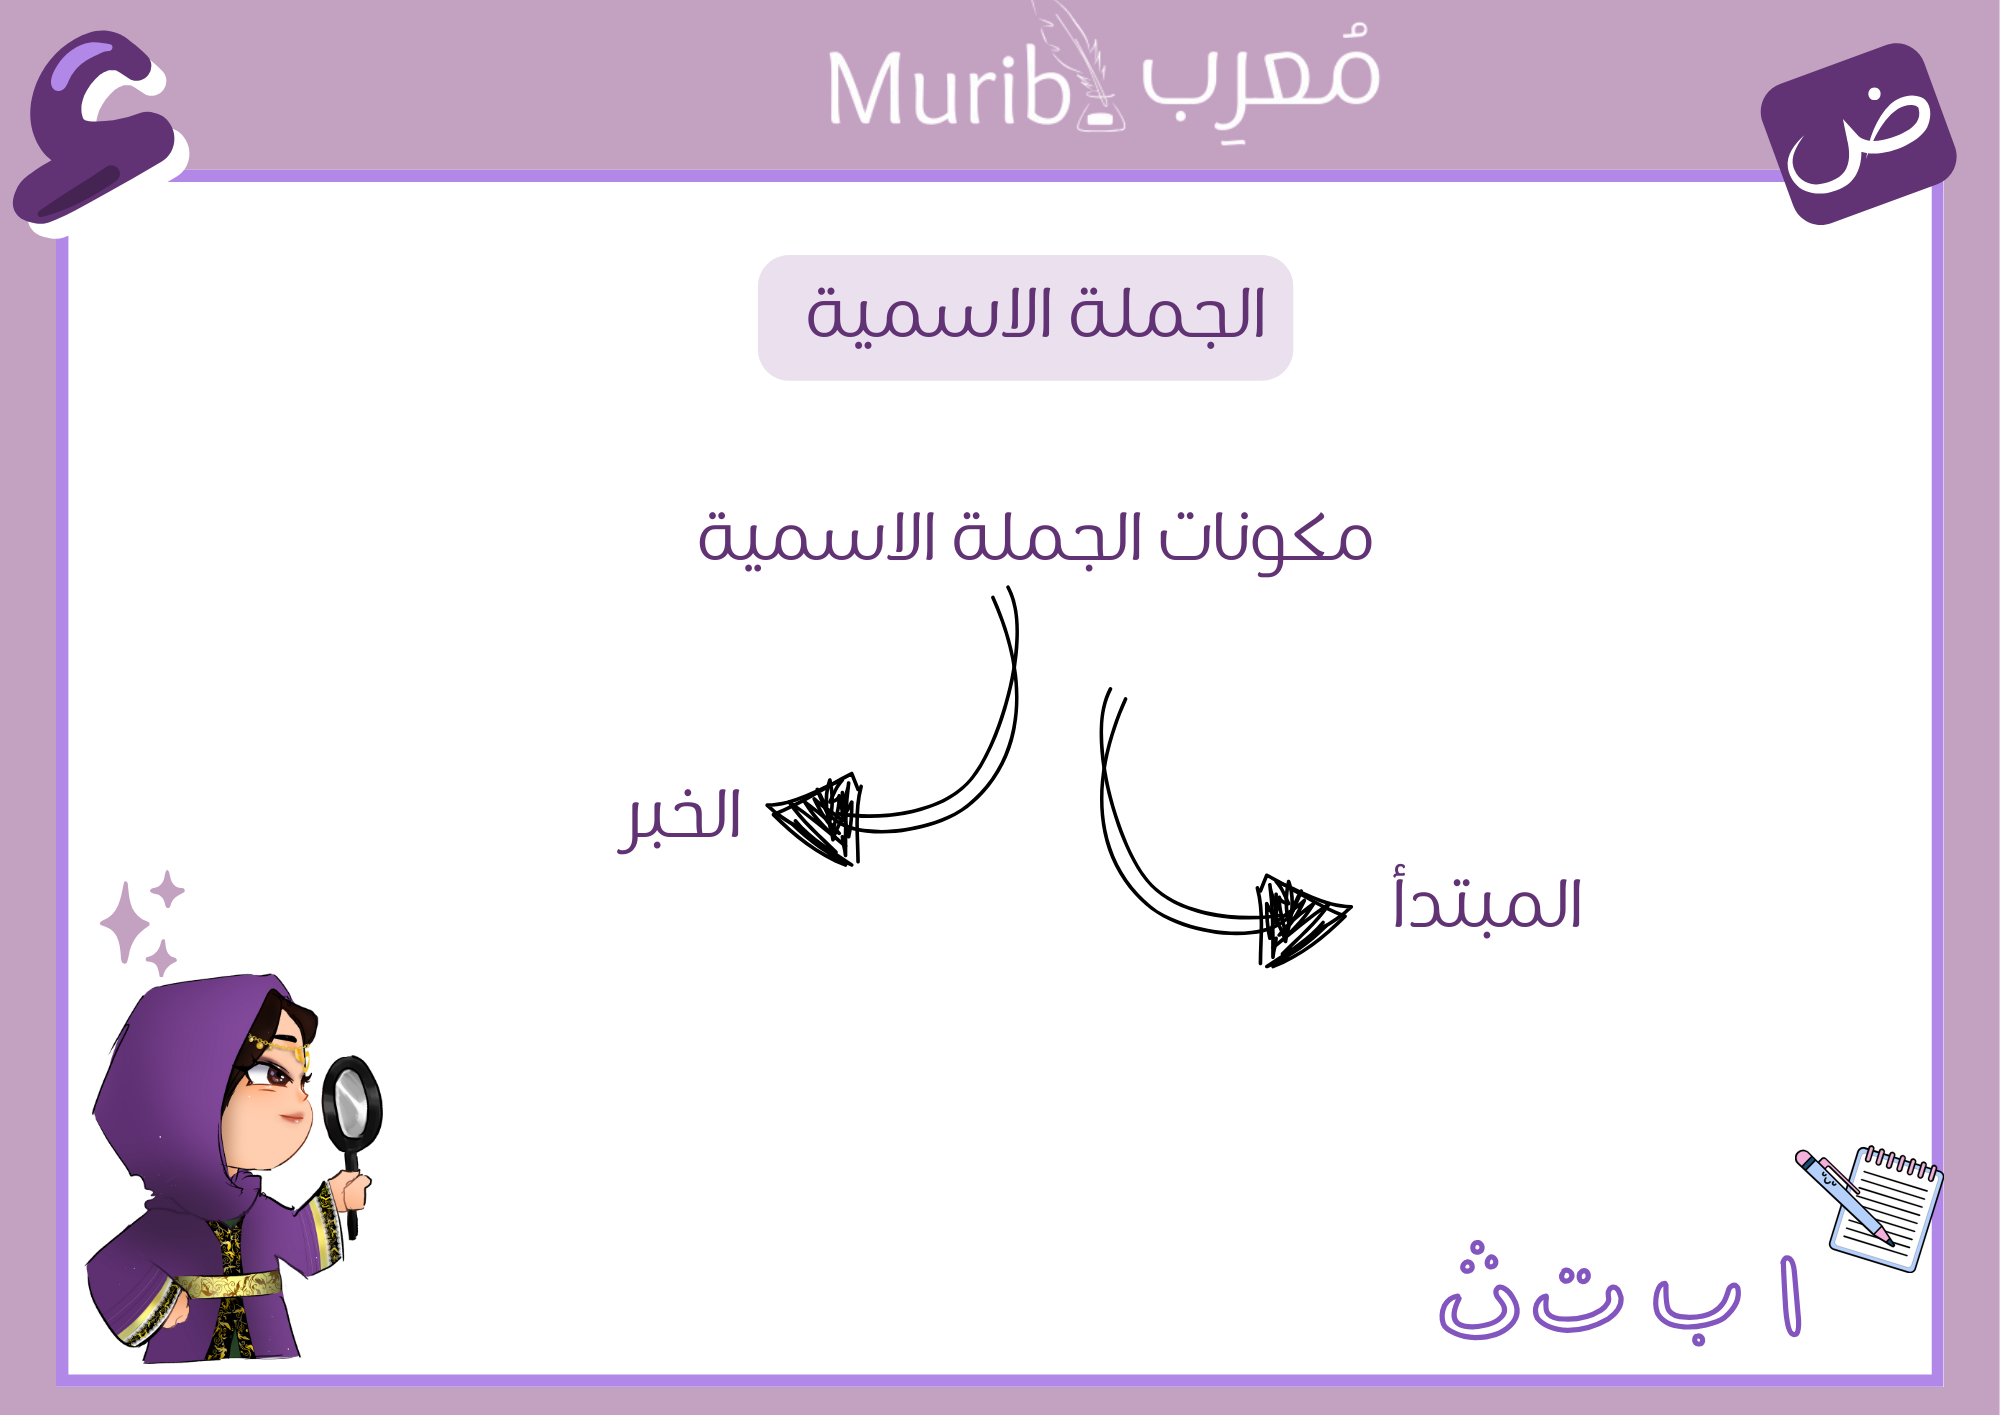 ء
Murib مُعرِب
ض
الجملة الاسمية
مكونات الجملة الاسمية
الخبر
المبتدأ
ا ب ت ث